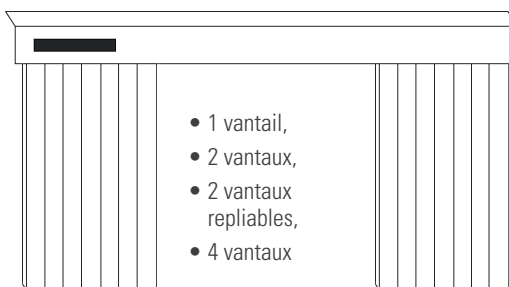 • 1 vantail,
• 2 vantaux,
• 2 vantaux
repliables,
• 4 vantaux